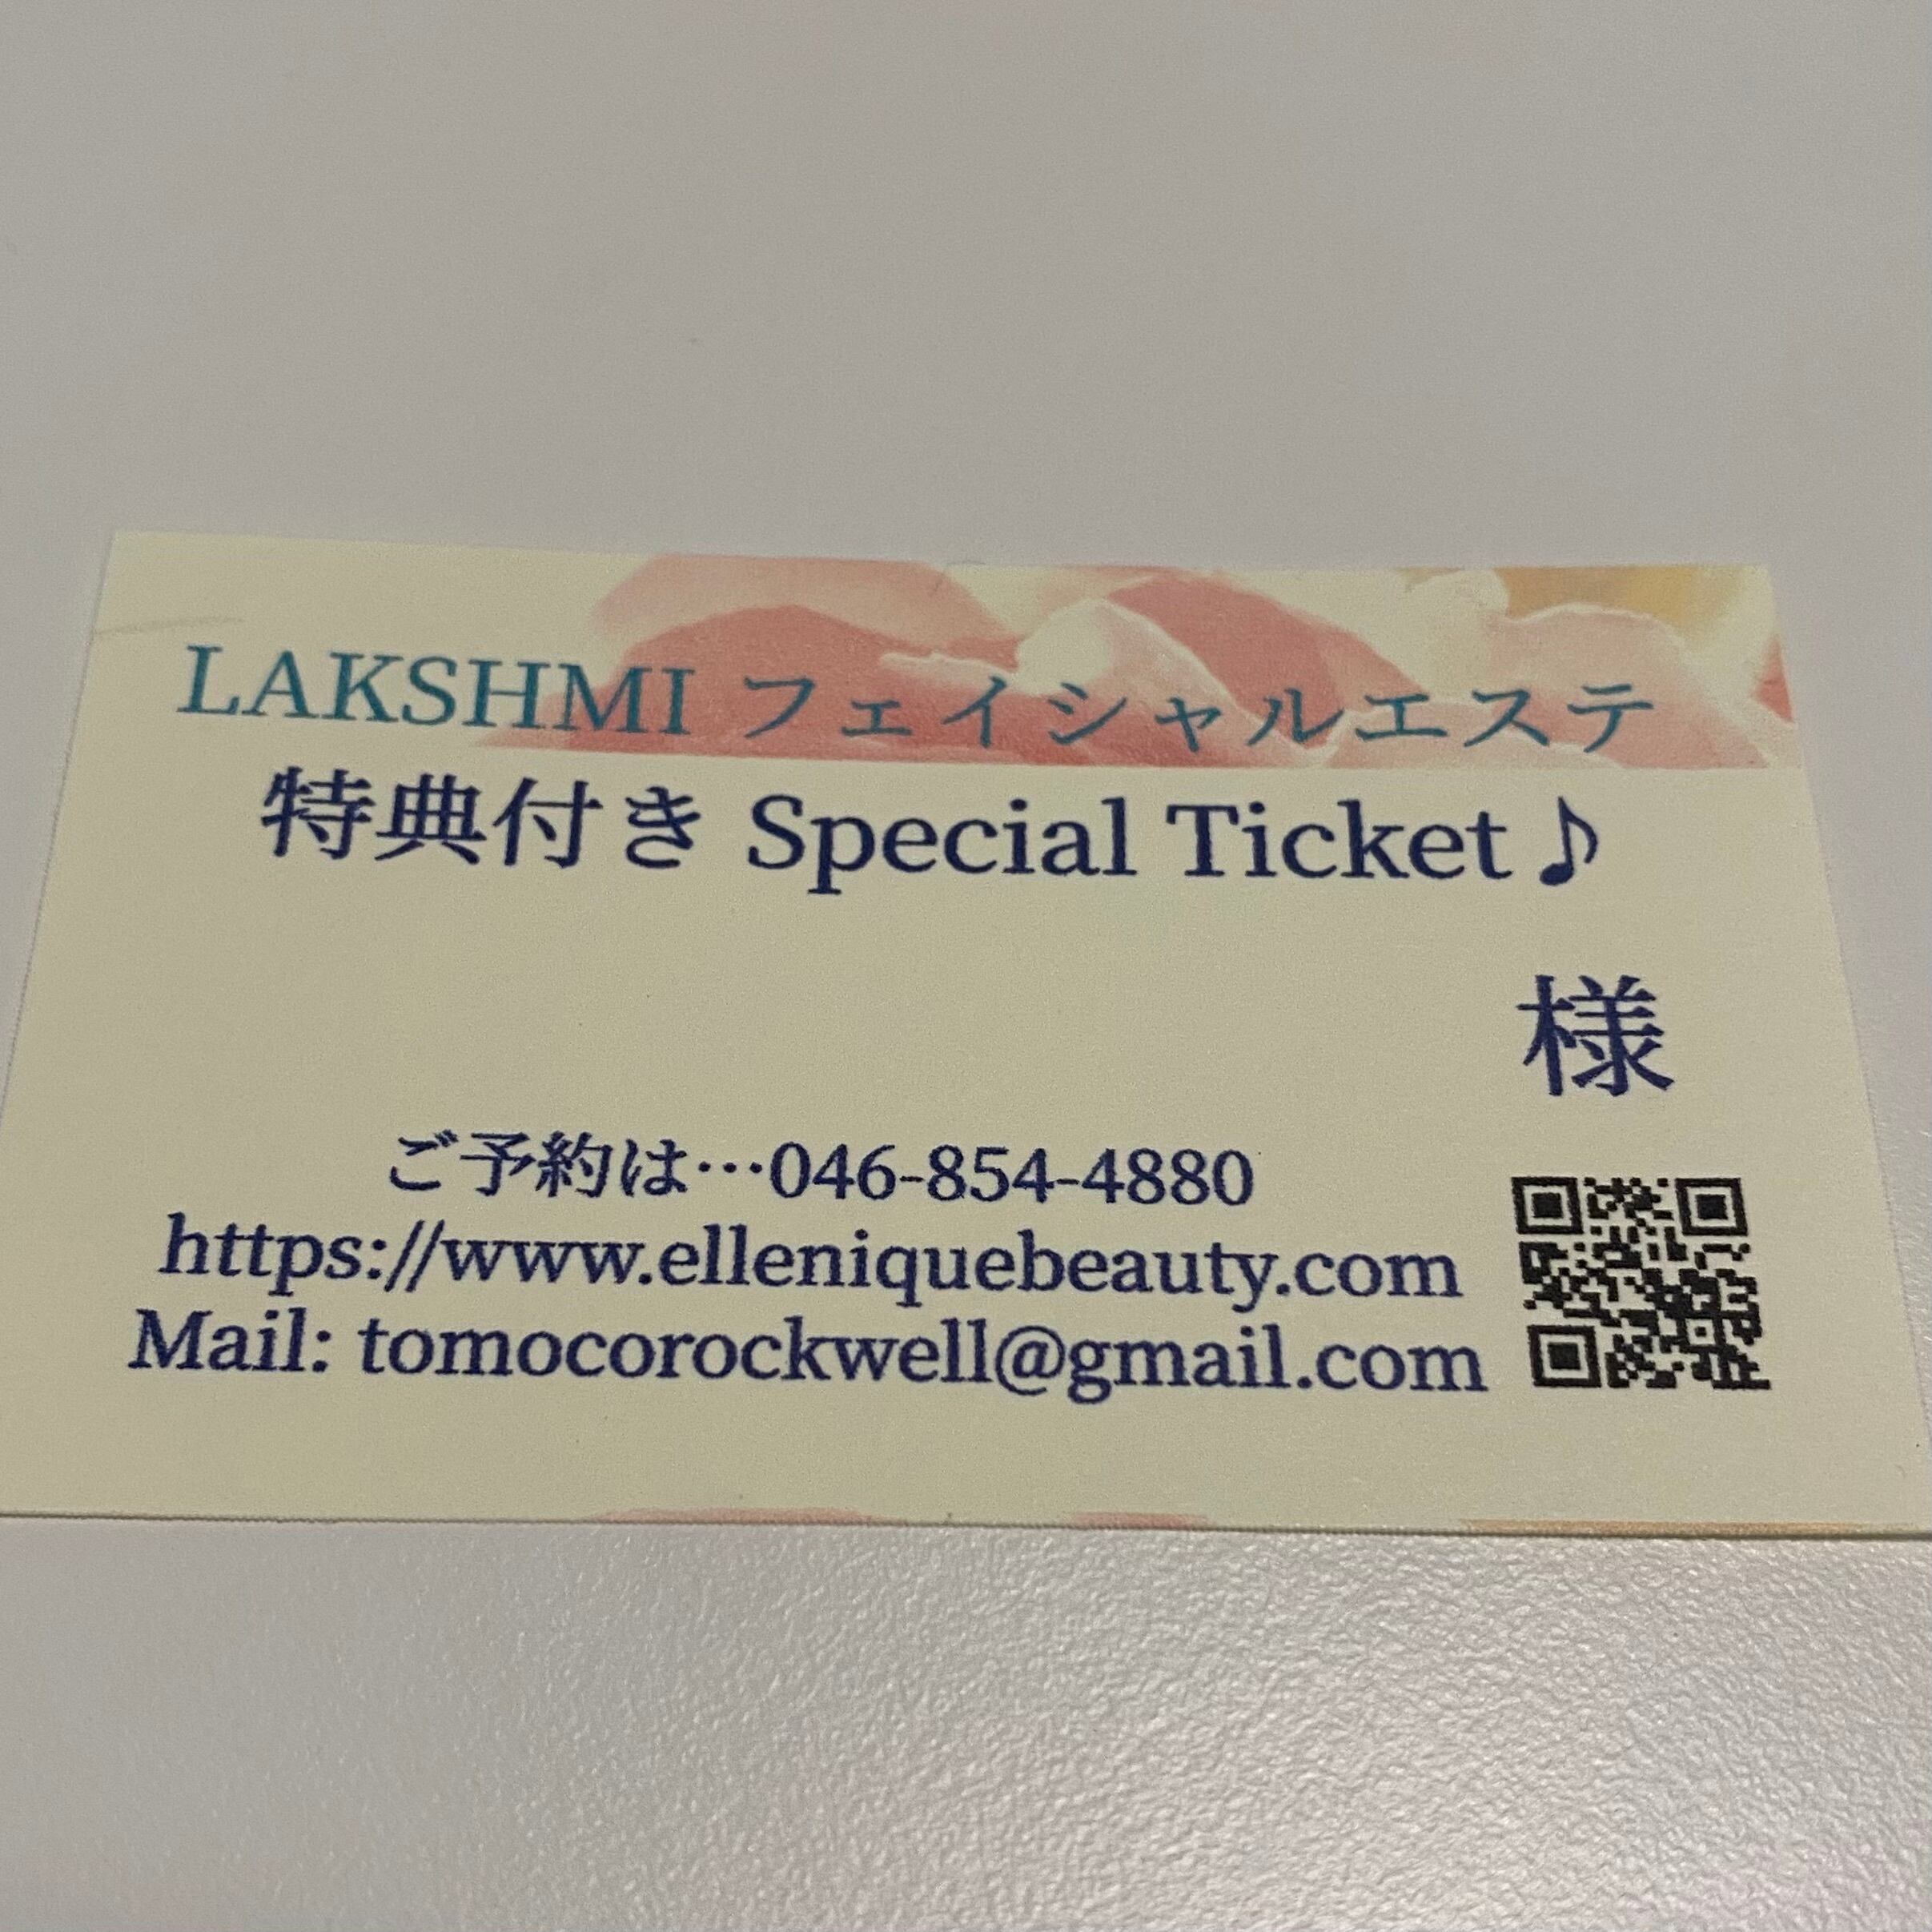 LAKSHMI フェイシャルエステ
特典付き Special Ticket♪
様
ご予約は…046-854-4880
https://www.elleniquebeauty.com
Mail: tomocorockwell@gmail.com